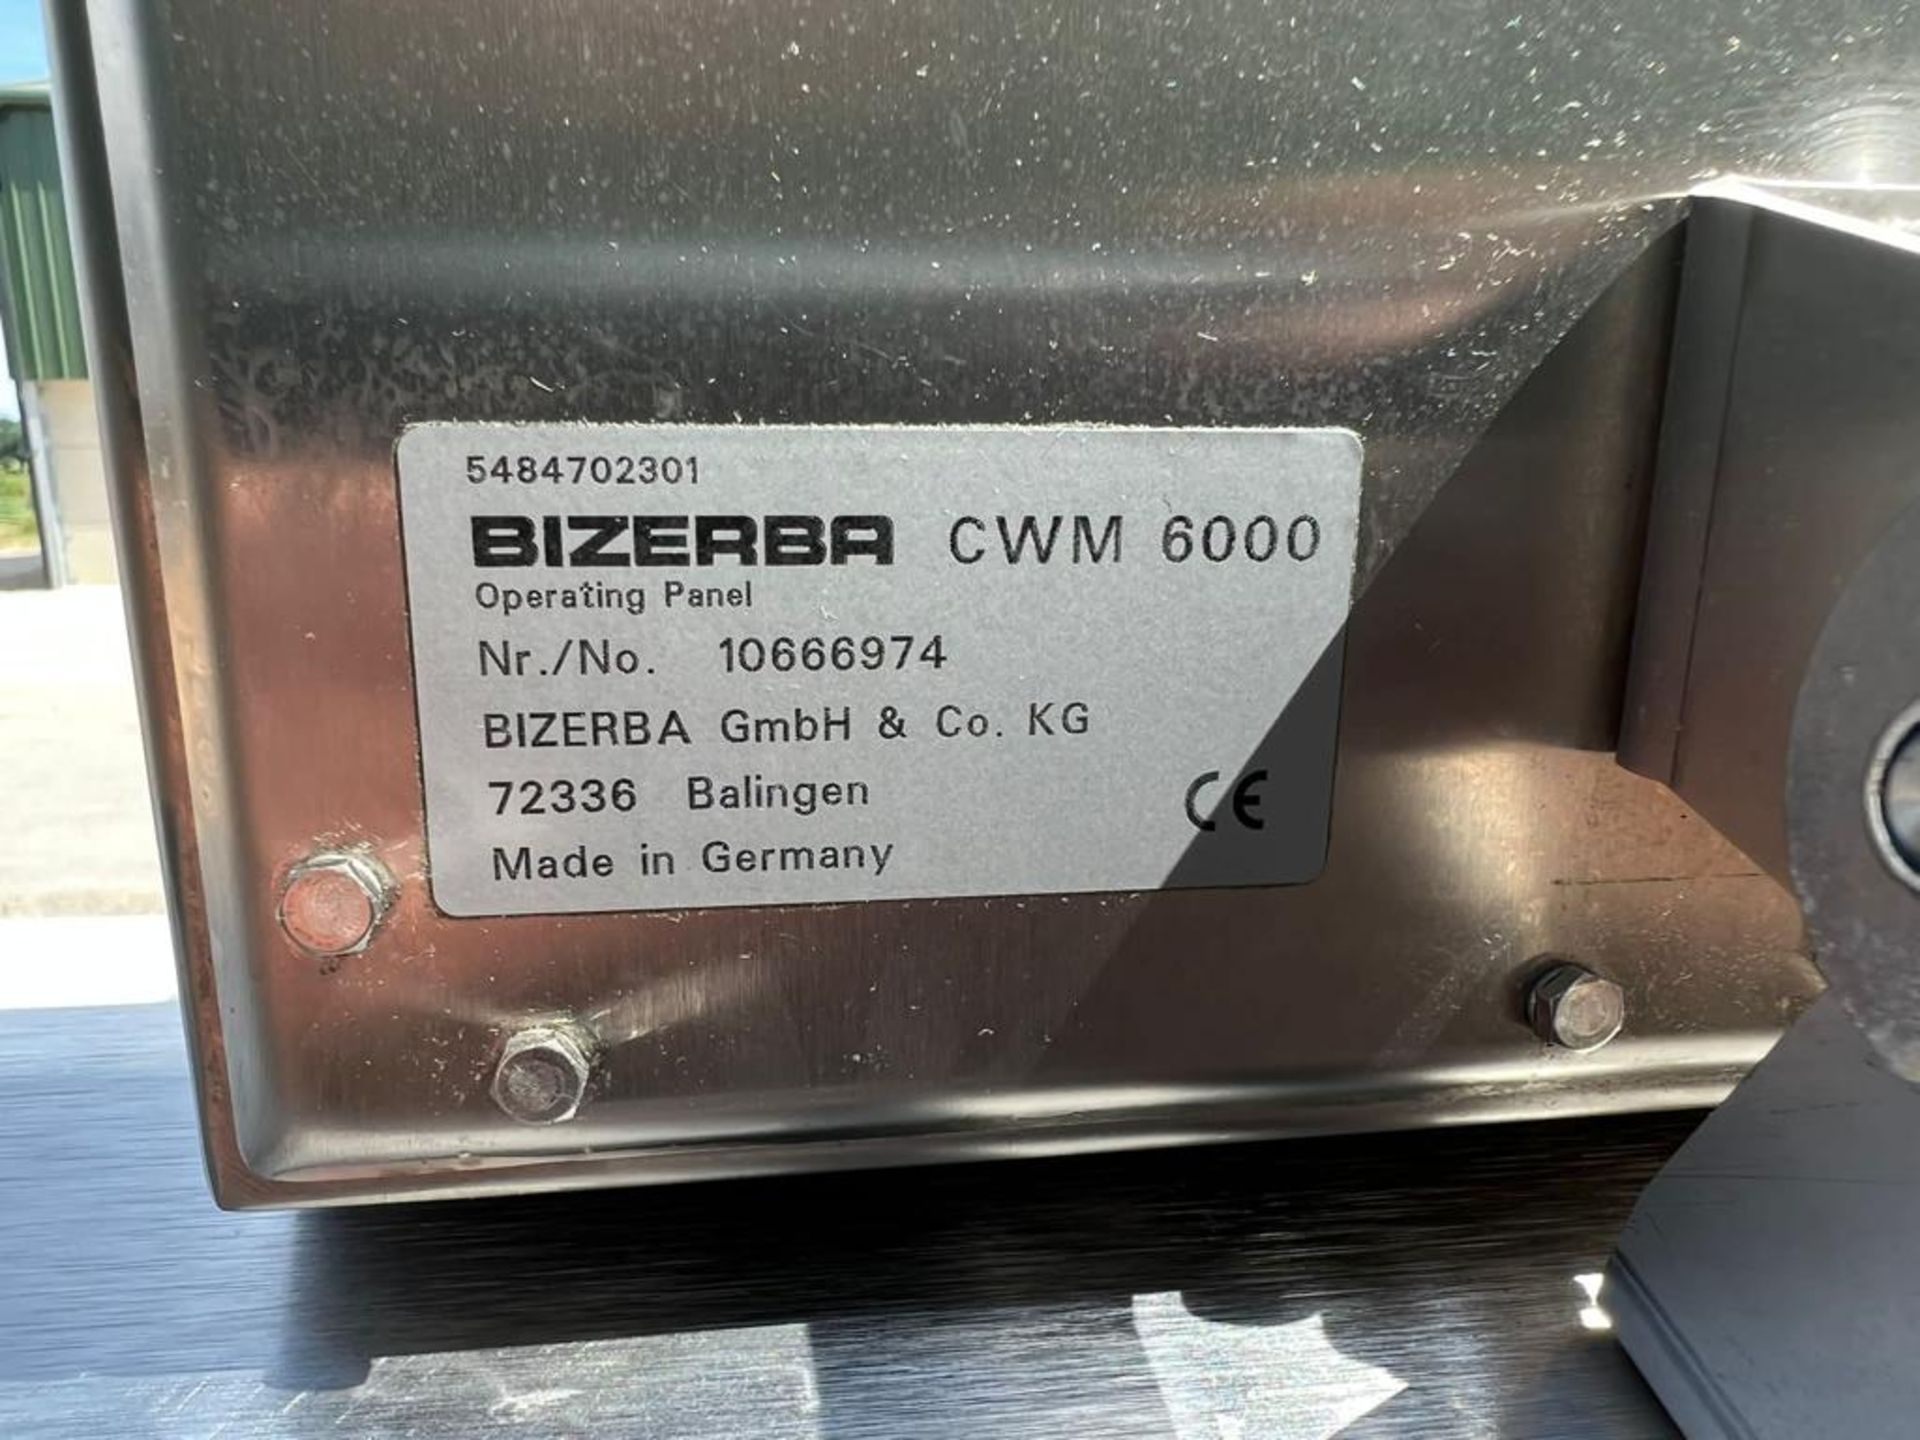 5484702301
BIZERBA CWM 6000
Operating Panel
Nr./No. 10666974
BIZERBA GmbH & Co. KG
72336 Balingen CE
Made in Germany